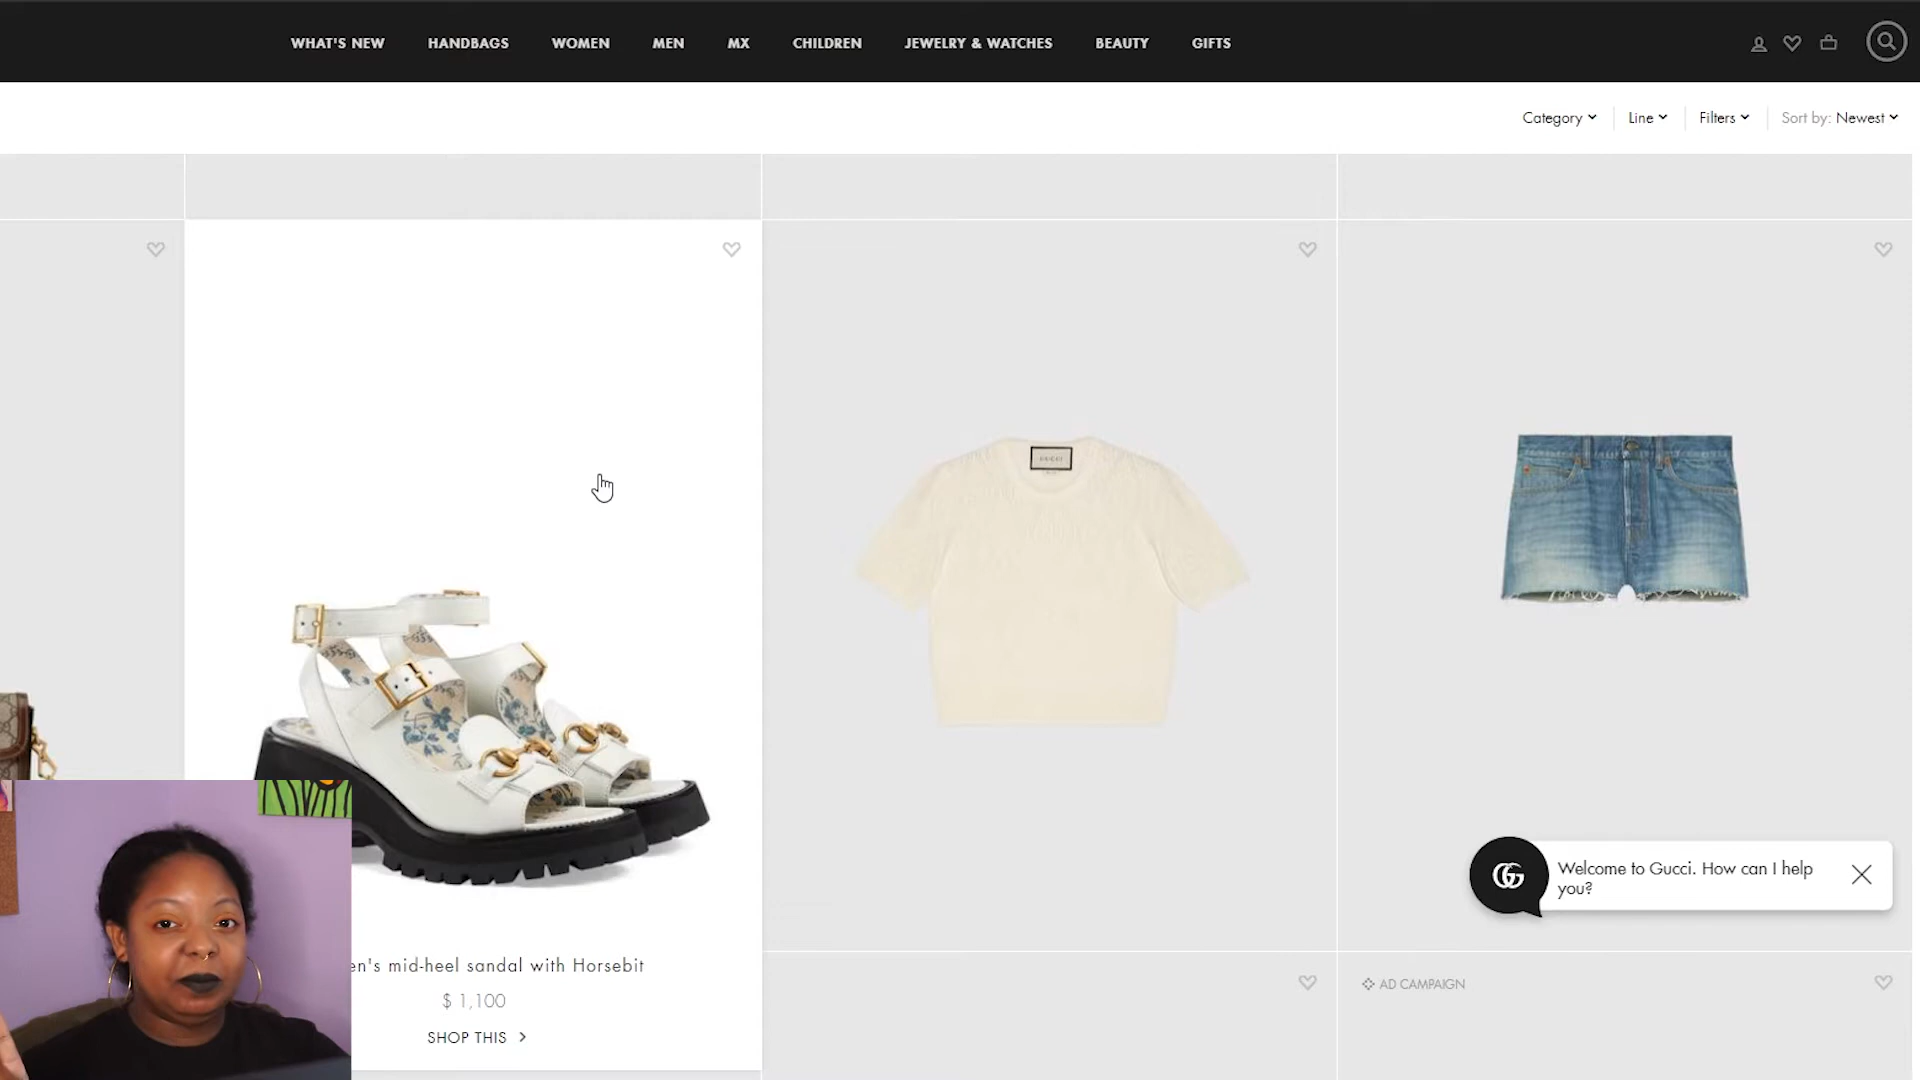 WHAT'S NEW HANDBAGS WOMEN MEN MX CHILDREN JEWELRY & WATCHES BEAUTY GIFTS
Category Line Filters Sort by: Newest
GUCCI
Welcome to Gucci. How can I help
you?
en's mid-heel sandal with Horsebit
$ 1,100
SHOP THIS
AD CAMPAIGN